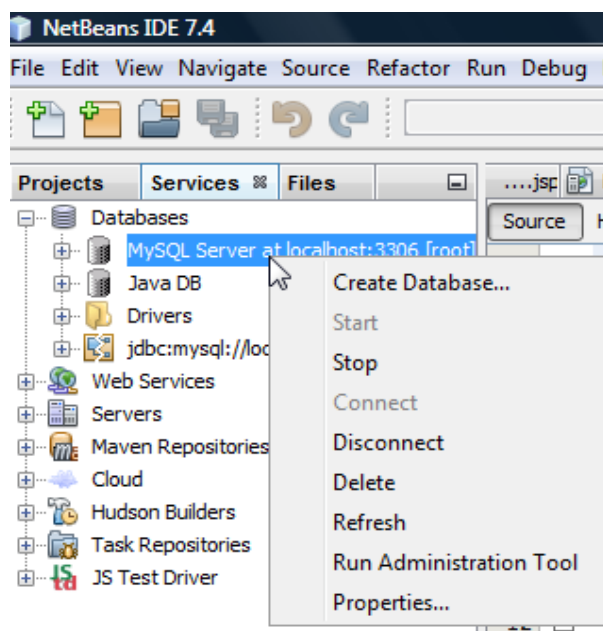 NetBeans IDE 7.4
File Edit View Navigate Source Refactor Run Debug
Projects Services Files
....jsp
Source
Databases
MySQL Server at localhost:3306 [root]
Java DB
Drivers
jdbc:mysql://loc
Web Services
Servers
Maven Repositories
Cloud
Hudson Builders
Task Repositories
JS Test Driver
Create Database...
Start
Stop
Connect
Disconnect
Delete
Refresh
Run Administration Tool
Properties...